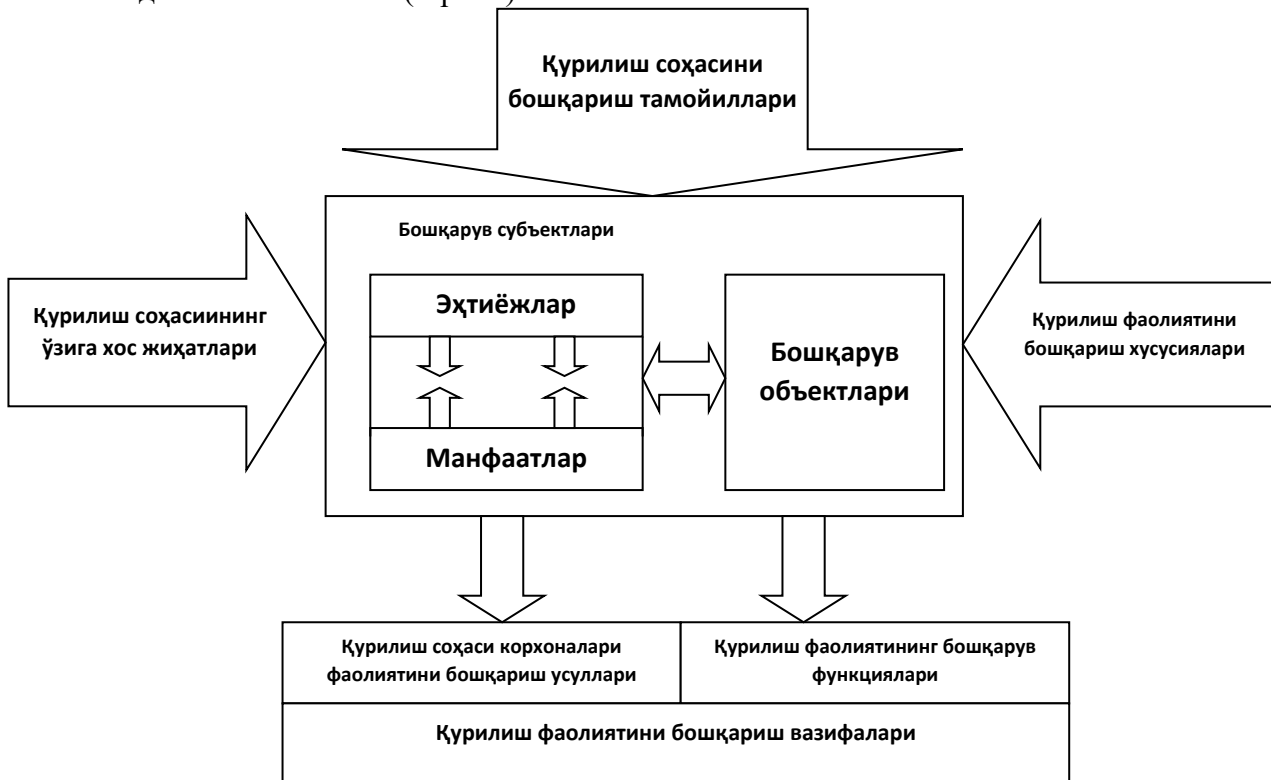 Қурилиш соҳасини
бошқариш тамойиллари
Бошқарув субъектлари
Қурилиш соҳасиининг
ўзига хос жиҳатлари
Эҳтиёжлар
Манфаатлар
Бошқарув
объектлари
Қурилиш фаолиятини
бошқариш хусусиялари
Қурилиш соҳаси корхоналари
фаолиятини бошқариш усуллари
Қурилиш фаолиятининг бошқарув
функциялари
Қурилиш фаолиятини бошқариш вазифалари